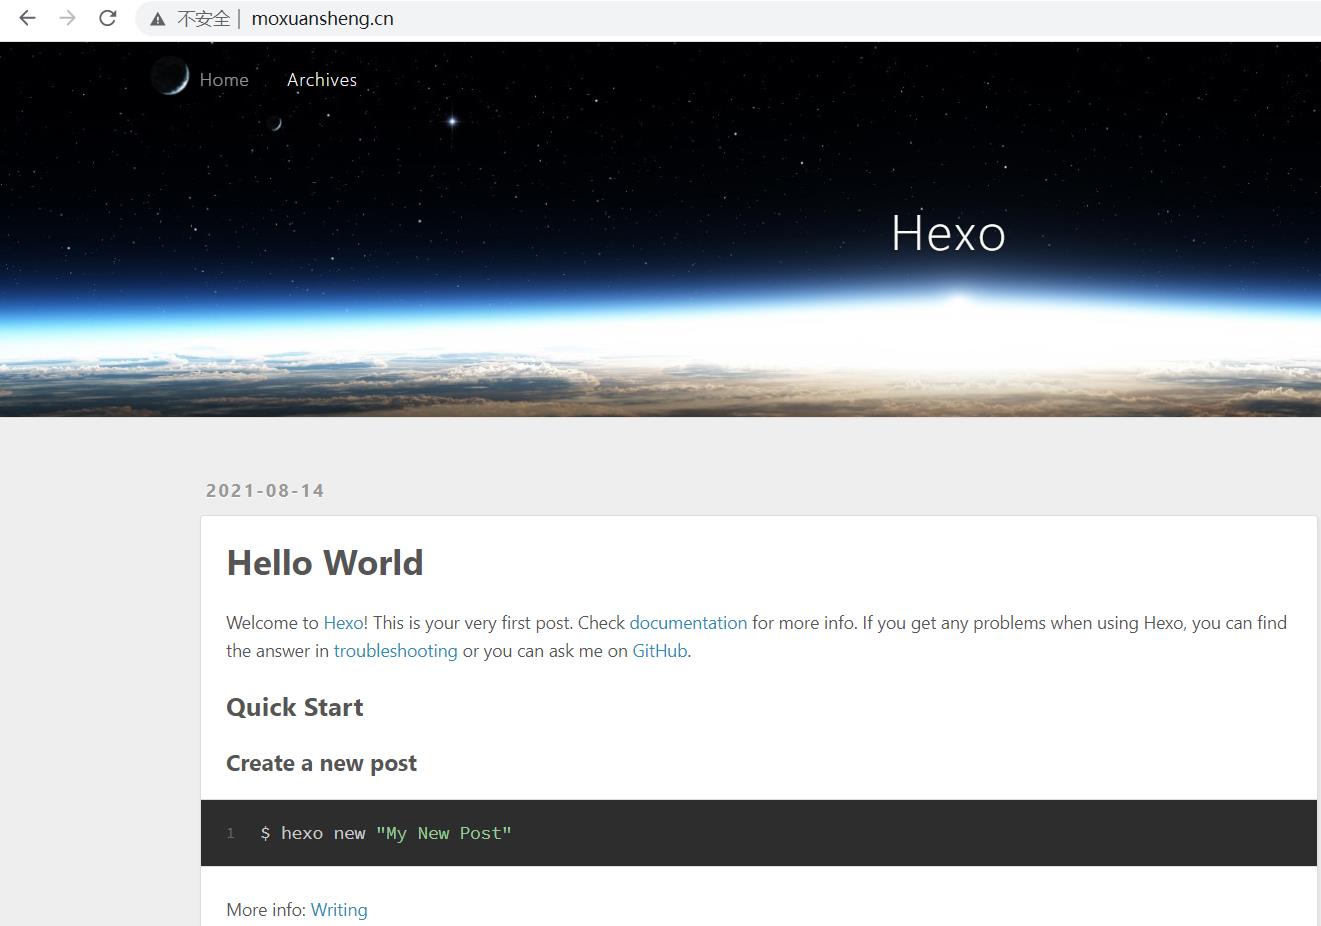 不安全 | moxuansheng.cn
Home Archives
Hexo
2021-08-14
Hello World
Welcome to Hexo! This is your very first post. Check documentation for more info. If you get any problems when using Hexo, you can find
the answer in troubleshooting or you can ask me on GitHub.
Quick Start
Create a new post
1 $ hexo new "My New Post"
More info: Writing